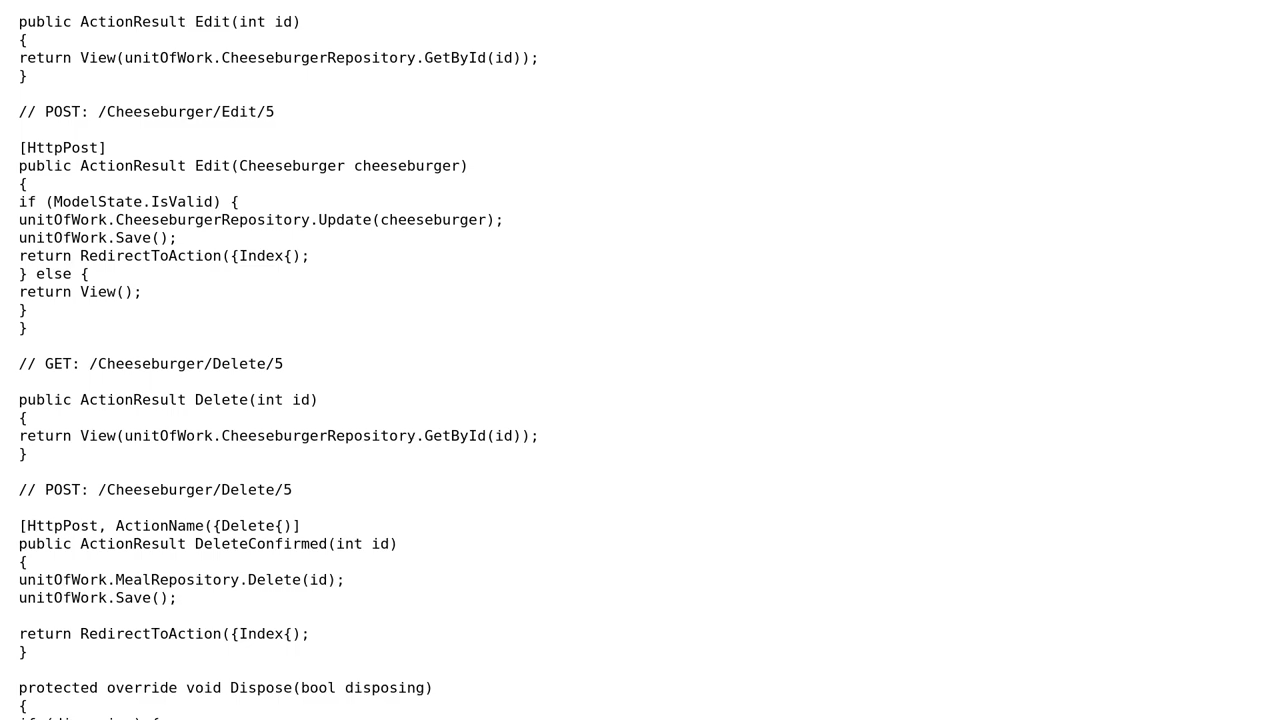 public ActionResult Edit(int id)
{
return View(unitOfWork.CheeseburgerRepository.GetById(id));
}

// POST: /Cheeseburger/Edit/5

[HttpPost]
public ActionResult Edit(Cheeseburger cheeseburger)
{
if (ModelState.IsValid) {
unitOfWork.CheeseburgerRepository.Update(cheeseburger);
unitOfWork.Save();
return RedirectToAction({Index{);
} else {
return View();
}
}

// GET: /Cheeseburger/Delete/5

public ActionResult Delete(int id)
{
return View(unitOfWork.CheeseburgerRepository.GetById(id));
}

// POST: /Cheeseburger/Delete/5

[HttpPost, ActionName({Delete{)]
public ActionResult DeleteConfirmed(int id)
{
unitOfWork.MealRepository.Delete(id);
unitOfWork.Save();

return RedirectToAction({Index{);
}

protected override void Dispose(bool disposing)
{